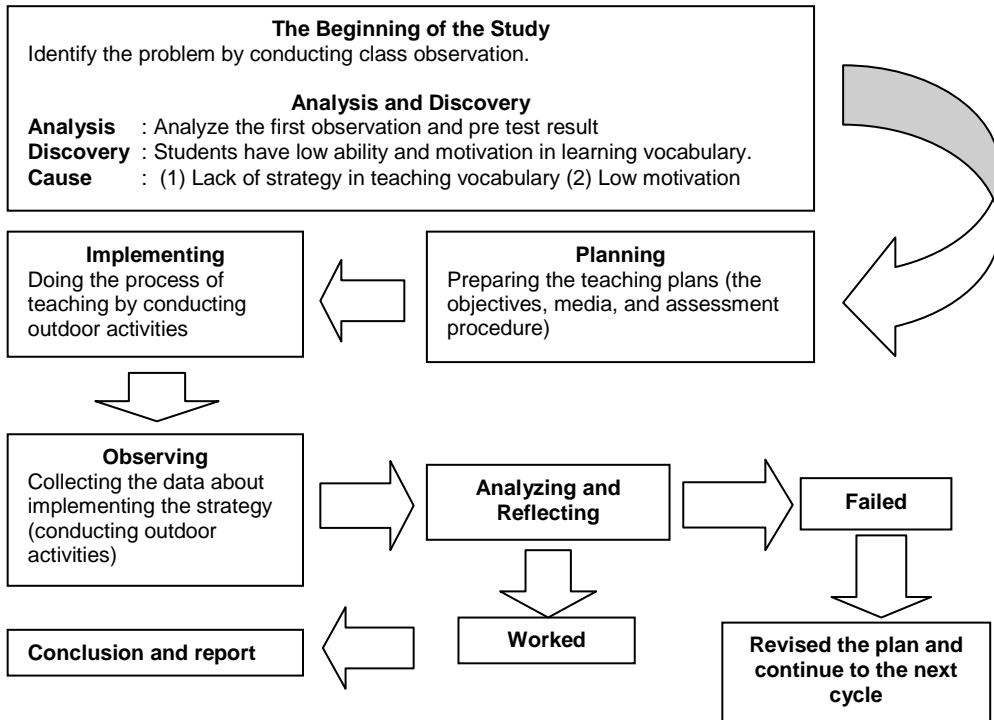 The Beginning of the Study
Identify the problem by conducting class observation.
Analysis and Discovery
Analysis : Analyze the first observation and pre test result
Discovery : Students have low ability and motivation in learning vocabulary.
Cause : (1) Lack of strategy in teaching vocabulary (2) Low motivation
Implementing
Doing the process of
teaching by conducting
outdoor activities
Planning
Preparing the teaching plans (the
objectives, media, and assessment
procedure)
Observing
Collecting the data about
implementing the strategy
(conducting outdoor
activities)
Analyzing and
Reflecting
Failed
Conclusion and report
Worked
Revised the plan and
continue to the next
cycle